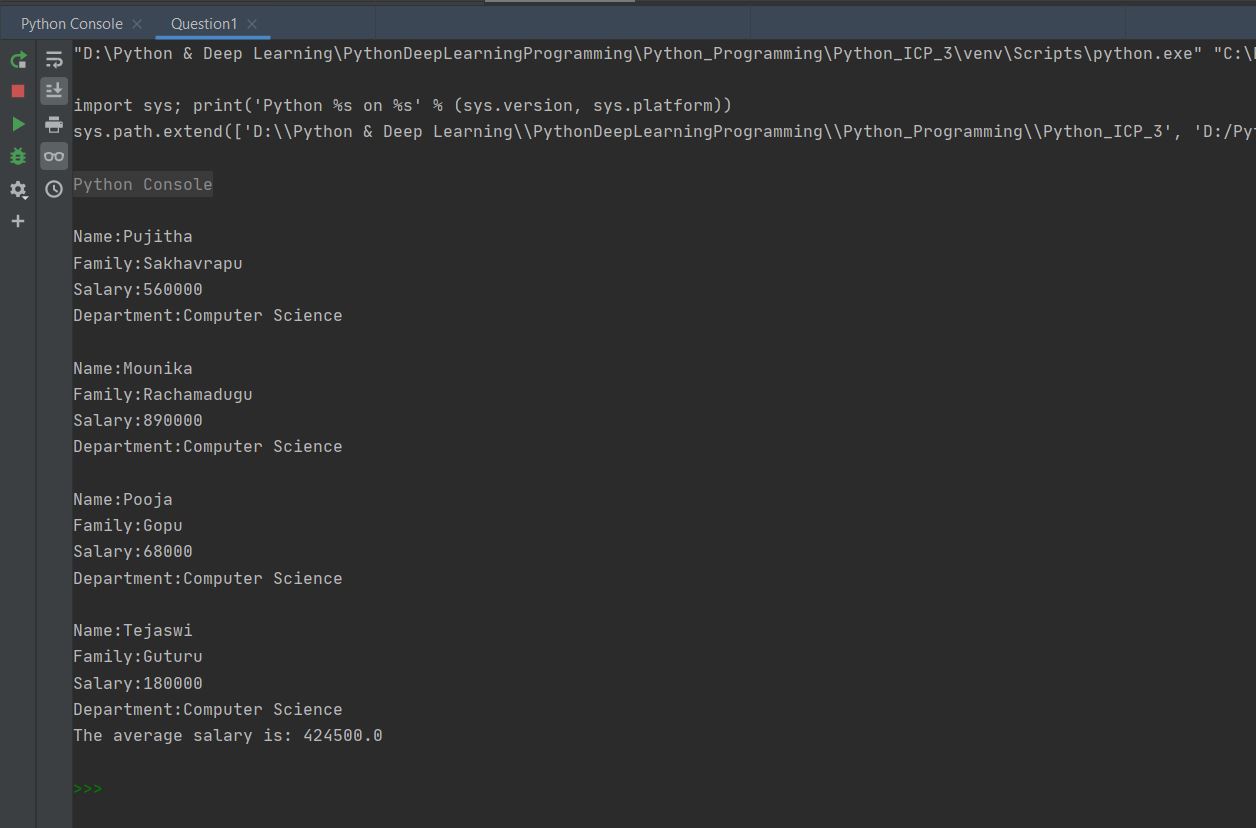 Python Console
Question1
"D:\Python & Deep Learning\PythonDeepLearningProgramming\Python_Programming\Python_ICP_3\venv\Scripts\python.exe" "C:\
import sys; print('Python %s on %s' % (sys.version, sys.platform))
sys.path.extend(['D:\\Python & Deep Learning\\PythonDeepLearningProgramming\\Python_Programming\\Python_ICP_3', 'D:/Py
Python Console
Name:Pujitha
Family:Sakhavrapu
Salary:560000
Department:Computer Science
Name:Mounika
Family:Rachamadugu
Salary:890000
Department:Computer Science
Name:Pooja
Family:Gopu
Salary:68000
Department:Computer Science
Name:Tejaswi
Family:Guturu
Salary:180000
Department:Computer Science
The average salary is: 424500.0
>>>